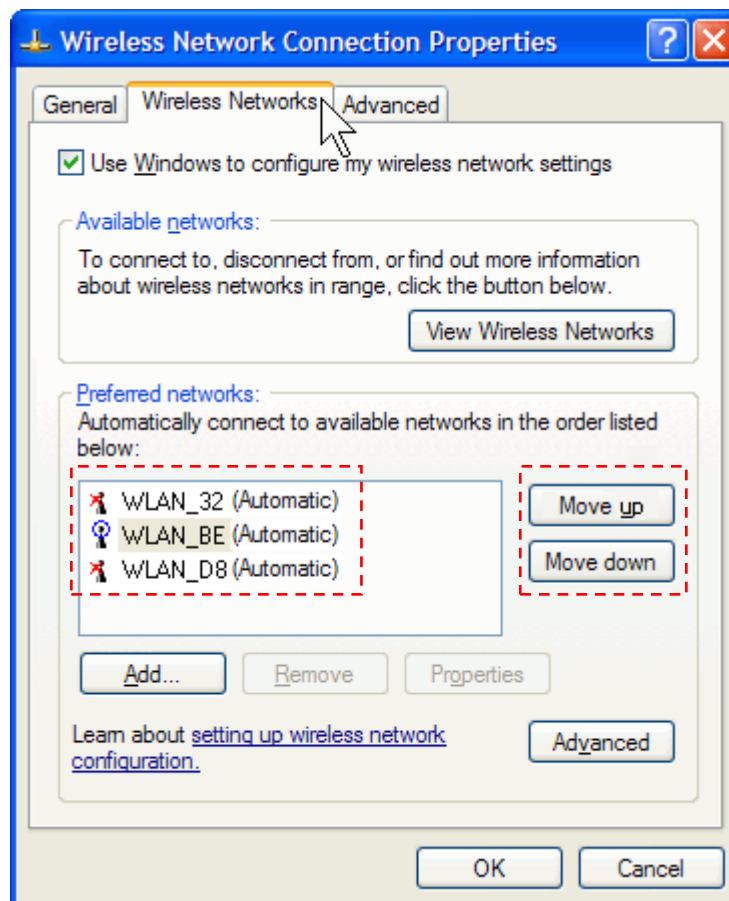 Wireless Network Connection Properties
General Wireless Networks Advanced
Use Windows to configure my wireless network settings
Available networks:
To connect to, disconnect from, or find out more information
about wireless networks in range, click the button below.
View Wireless Networks
Preferred networks:
Automatically connect to available networks in the order listed
below:
WLAN_32 (Automatic)
WLAN_BE (Automatic)
WLAN_D8 (Automatic)
Move up
Move down
Add... Remove Properties
Learn about setting up wireless network
configuration.
Advanced
OK Cancel